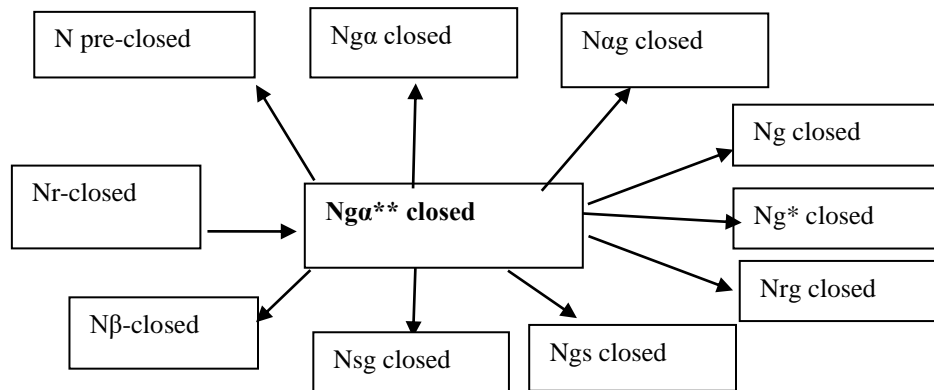 N pre-closed
Ngα closed
Nαg closed
Ng closed
Nr-closed
Ngα** closed
Ng* closed
Nrg closed
Nβ-closed
Nsg closed
Ngs closed